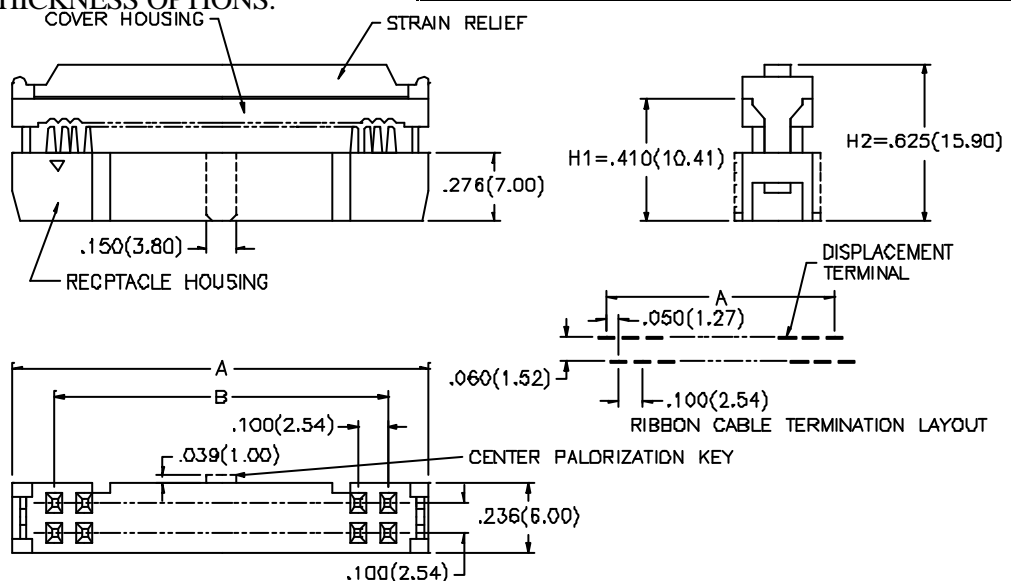 THICKNESS OPTIONS:
COVER HOUSING
STRAIN RELIEF
H1=.410(10.41)
H2=.625(15.90)
.276(7.00)
.150(3.80)
RECPTACLE HOUSING
DISPLACEMENT
TERMINAL
A
.050(1.27)
.060(1.52)
.100(2.54)
RIBBON CABLE TERMINATION LAYOUT
A
B
.100(2.54)
.039(1.00)
CENTER PALORIZATION KEY
.236(6.00)
.100(2.54)